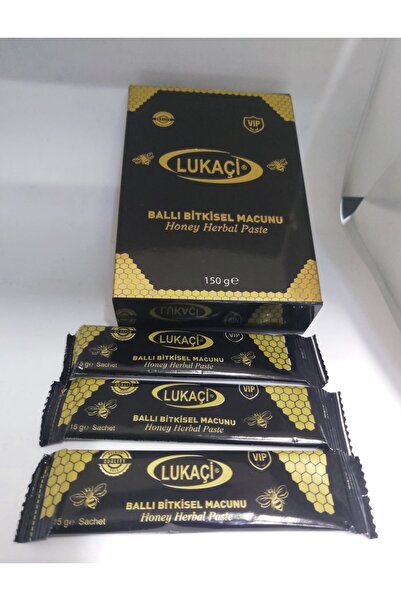 VIP
LUKAÇİ®
BALLI BİTKİSEL MACUNU
Honey Herbal Paste
150 g℮
LUKAÇİ®
VIP
BALLI BİTKİSEL MACUNU
Honey Herbal Paste
g℮ Sachet
LUKAÇİ®
VIP
BALLI BİTKİSEL MACUNU
Honey Herbal Paste
15 g℮ Sachet
LUKAÇİ®
VIP
BALLI BİTKİSEL MACUNU
Honey Herbal Paste
15 g℮ Sachet